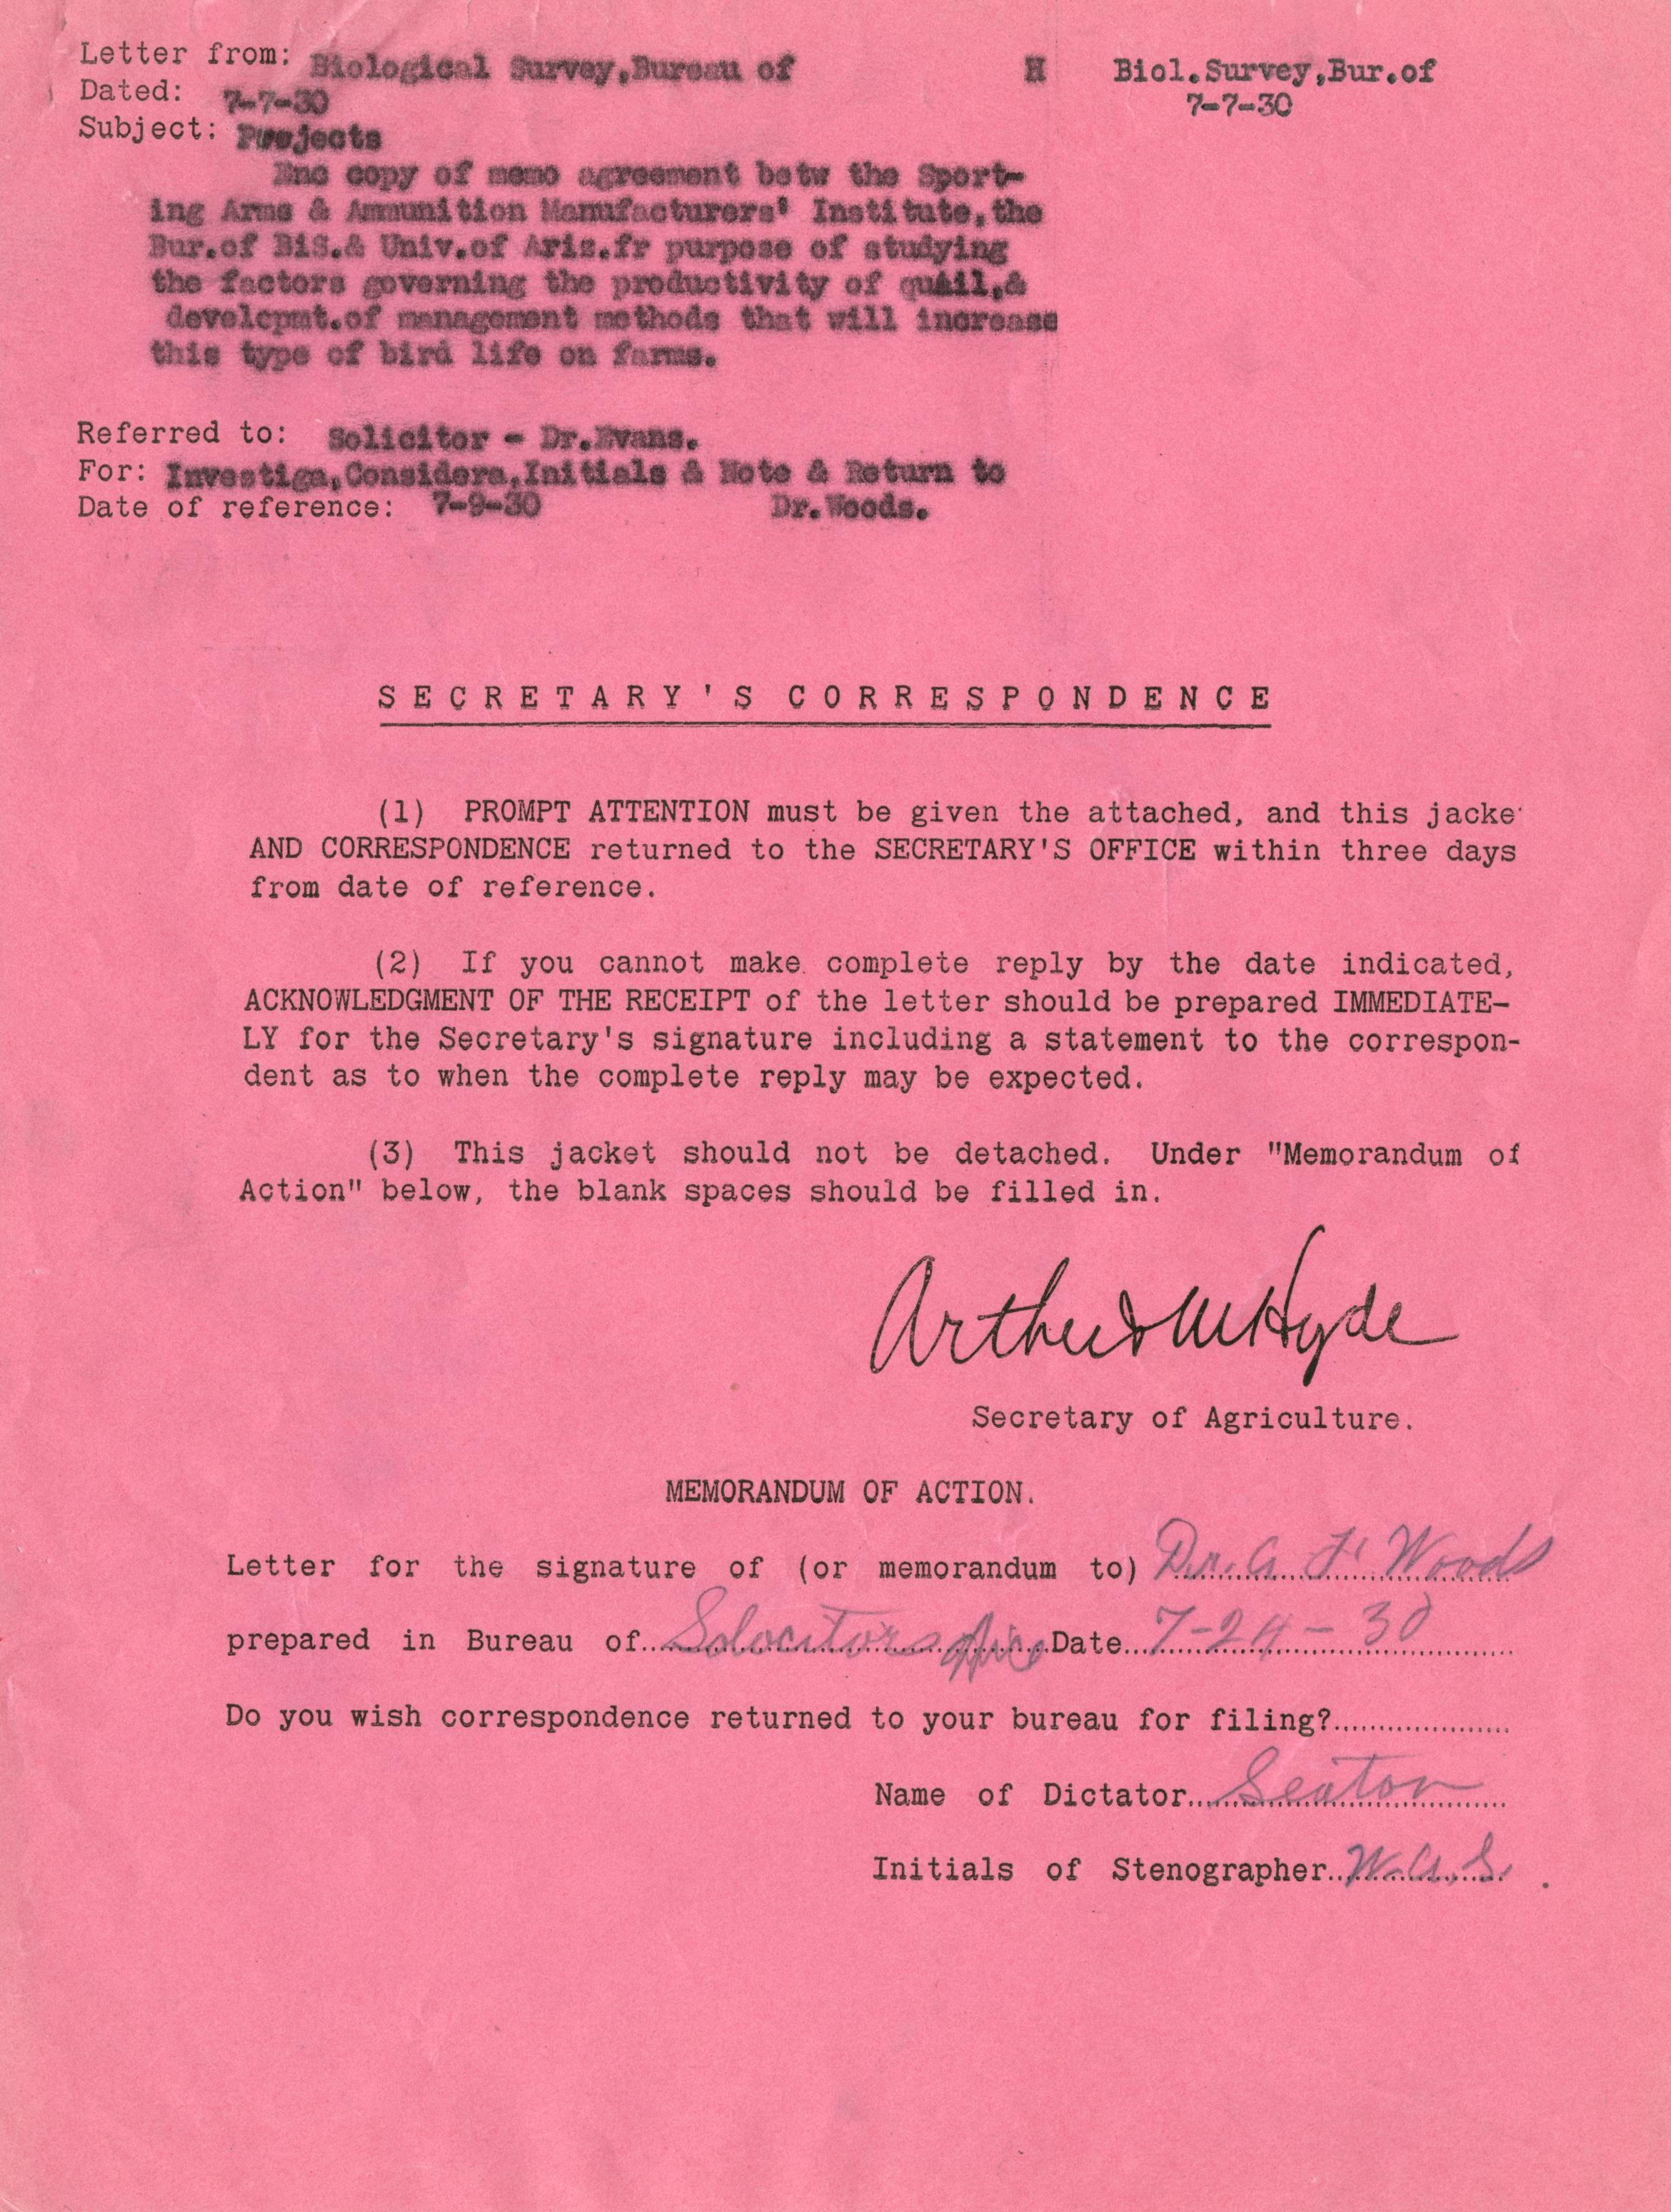 Letter from: Biological Survey,Bureau of H Biol.Survey,Bur.of
Dated: 7-7-30 7-7-30
Subject: Projects
Enc copy of memo agreement betw the Sport-
ing Arms & Ammunition Manufacturers' Institute,the
Bur.of BiS.& Univ.of Aris.fr purpose of studying
the factors governing the productivity of quail,&
develcpmt.of management methods that will increase
this type of bird life on farms.
Referred to: Solicitor - Dr.Evans.
For: Investiga,Considera,Initials & Note & Return to
Date of reference: 7-9-30 Dr.Woods.
SECRETARY'S CORRESPONDENCE
(1) PROMPT ATTENTION must be given the attached, and this jacke
AND CORRESPONDENCE returned to the SECRETARY'S OFFICE within three days
from date of reference.
(2) If you cannot make complete reply by the date indicated,
ACKNOWLEDGMENT OF THE RECEIPT of the letter should be prepared IMMEDIATE-
LY for the Secretary's signature including a statement to the correspon-
dent as to when the complete reply may be expected.
(3) This jacket should not be detached. Under "Memorandum of
Action" below, the blank spaces should be filled in.
Arthur W Hyde
Secretary of Agriculture.
MEMORANDUM OF ACTION.
Letter for the signature of (or memorandum to) Dr. A F Woods
prepared in Bureau of Solocitors Office Date 7-24-30
Do you wish correspondence returned to your bureau for filing?
Name of Dictator Seaton
Initials of Stenographer W.A.S.